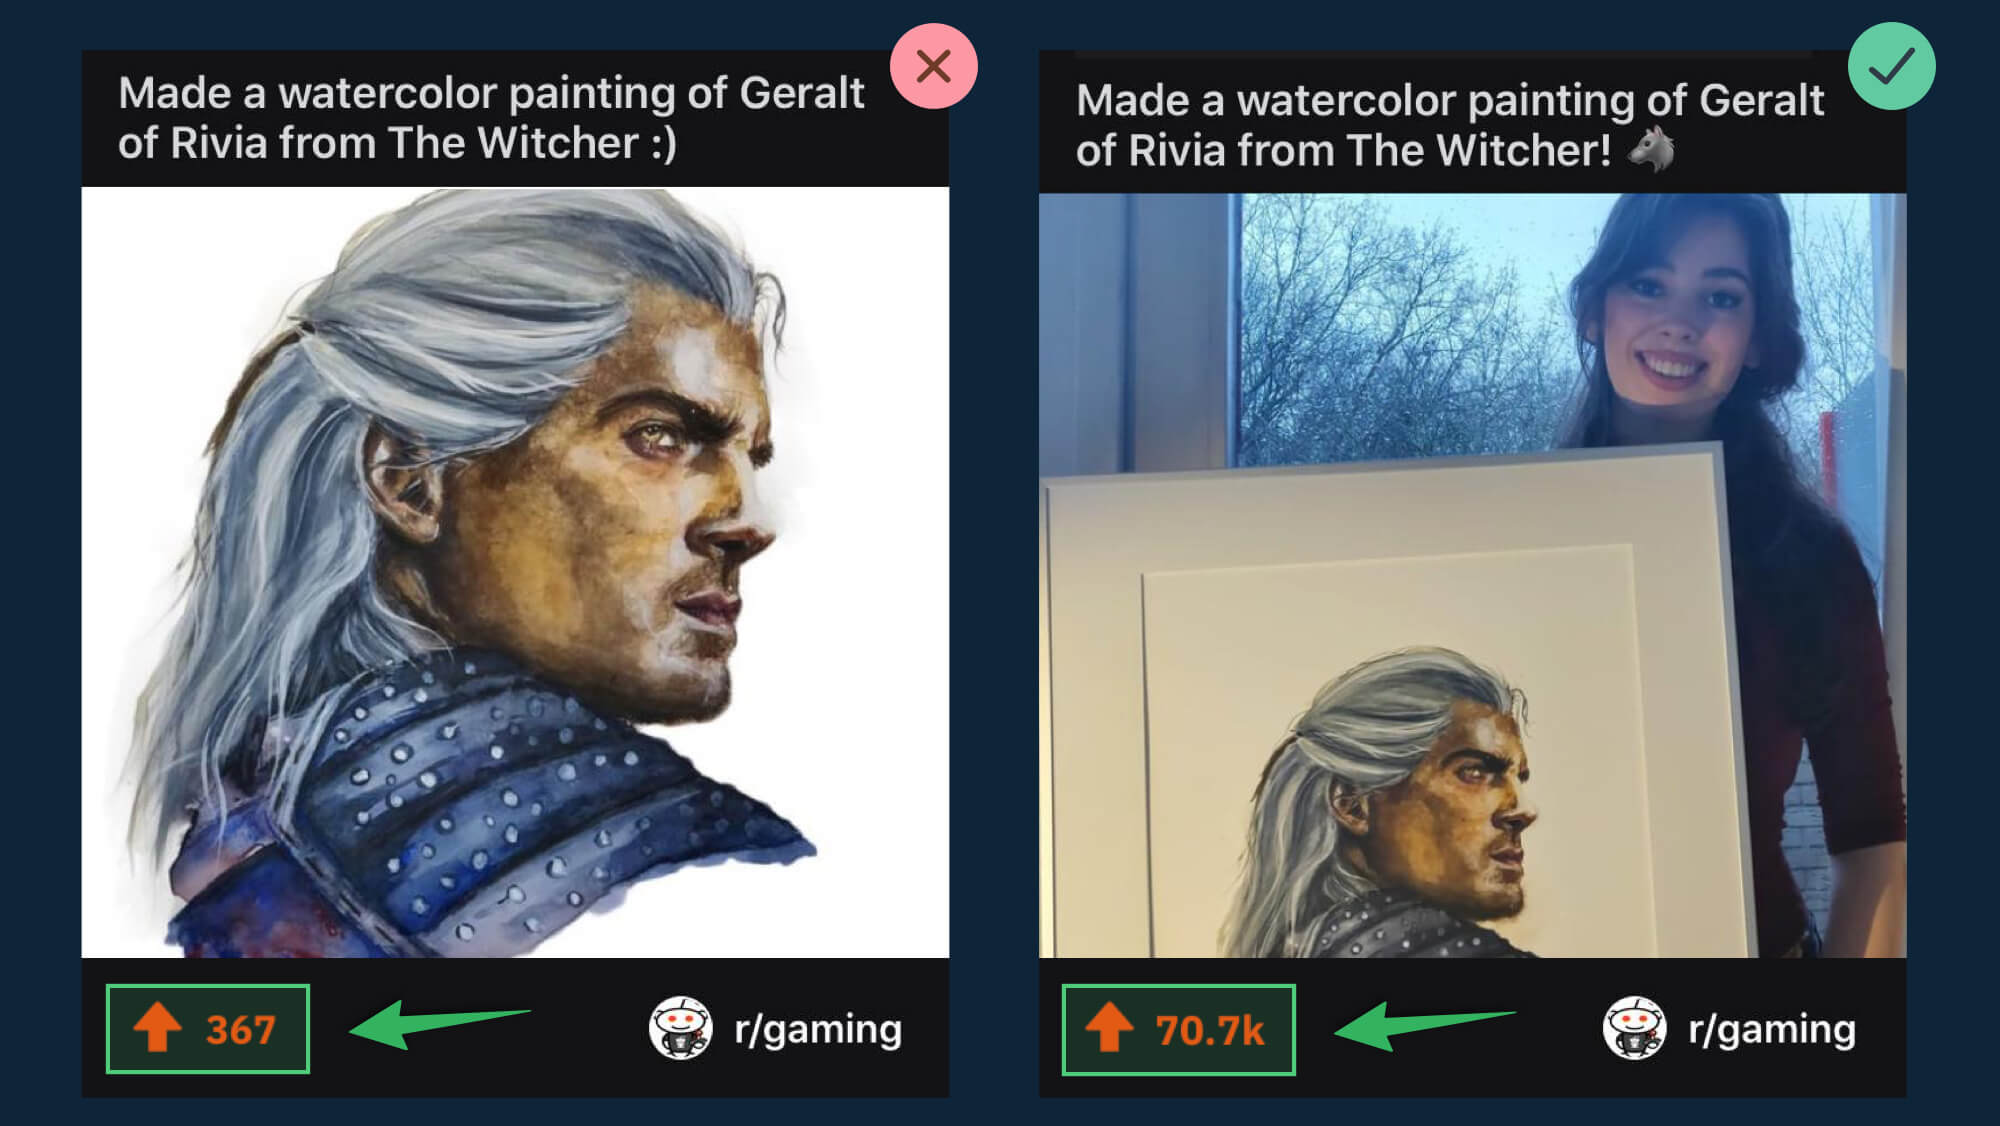 Made a watercolor painting of Geralt
of Rivia from The Witcher :)
367
r/gaming
Made a watercolor painting of Geralt
of Rivia from The Witcher! 🐺
70.7k
r/gaming